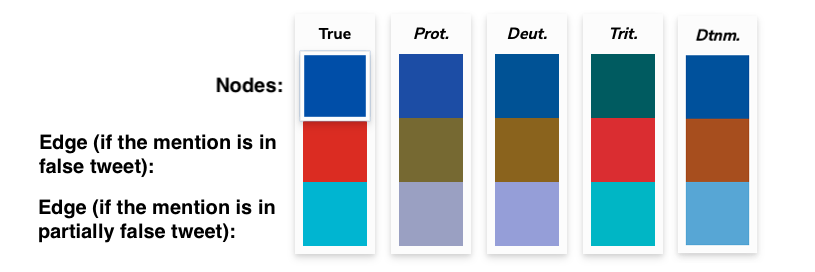 True Prot. Deut. Trit. Dtnm.
Nodes:
Edge (if the mention is in
false tweet):
Edge (if the mention is in
partially false tweet):